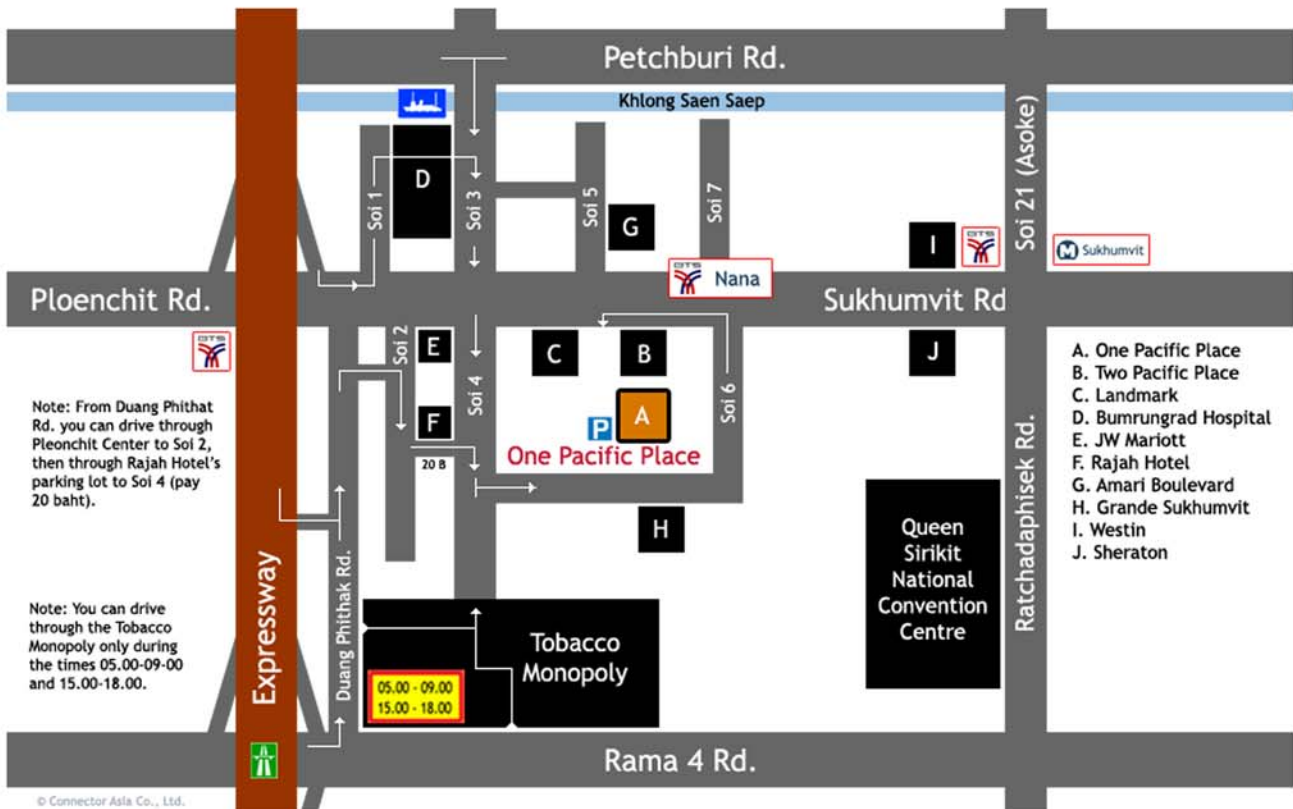 Petchburi Rd.
Khlong Saen Saep
Soi 1
D
Soi 3
Soi 5
G
Soi 7
I
BTS
Soi 21 (Asoke)
M Sukhumvit
Ploenchit Rd.
BTS
Nana
Sukhumvit Rd
BTS
Soi 2
E
F
20 B
Soi 4
C
B
A
P
One Pacific Place
Soi 6
H
J
Ratchadaphisek Rd.
Queen
Sirikit
National
Convention
Centre
A. One Pacific Place
B. Two Pacific Place
C. Landmark
D. Bumrungrad Hospital
E. JW Mariott
F. Rajah Hotel
G. Amari Boulevard
H. Grande Sukhumvit
I. Westin
J. Sheraton
Note: From Duang Phithat
Rd. you can drive through
Pleonchit Center to Soi 2,
then through Rajah Hotel's
parking lot to Soi 4 (pay
20 baht).
Note: You can drive
through the Tobacco
Monopoly only during
the times 05.00-09-00
and 15.00-18.00.
Expressway
Duang Phithak Rd.
05.00 - 09.00
15.00 - 18.00
Tobacco
Monopoly
Rama 4 Rd.
© Connector Asia Co., Ltd.